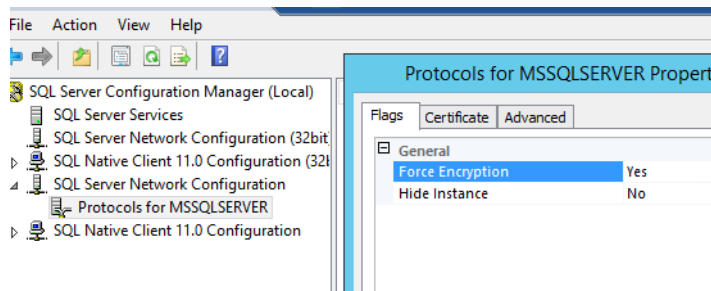 File Action View Help
SQL Server Configuration Manager (Local)
SQL Server Services
SQL Server Network Configuration (32bit
SQL Native Client 11.0 Configuration (32
SQL Server Network Configuration
Protocols for MSSQLSERVER
SQL Native Client 11.0 Configuration
Protocols for MSSQLSERVER Propert
Flags Certificate Advanced
General
Force Encryption Yes
Hide Instance No